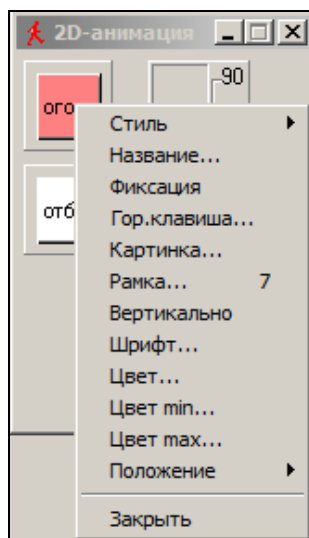 2D-анимация
90
ого
отб
Стиль
Название...
Фиксация
Гор.клавиша...
Картинка...
Рамка... 7
Вертикально
Шрифт...
Цвет...
Цвет min...
Цвет max...
Положение
Закрыть